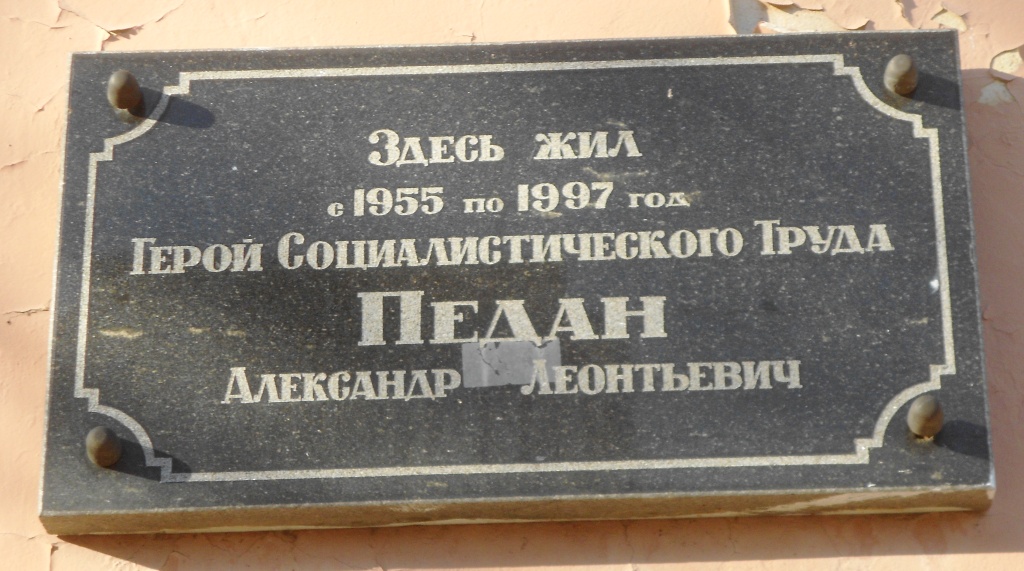 Здесь жил
с 1955 по 1997 год
Герой Социалистического Труда
Педан
Александр Леонтьевич